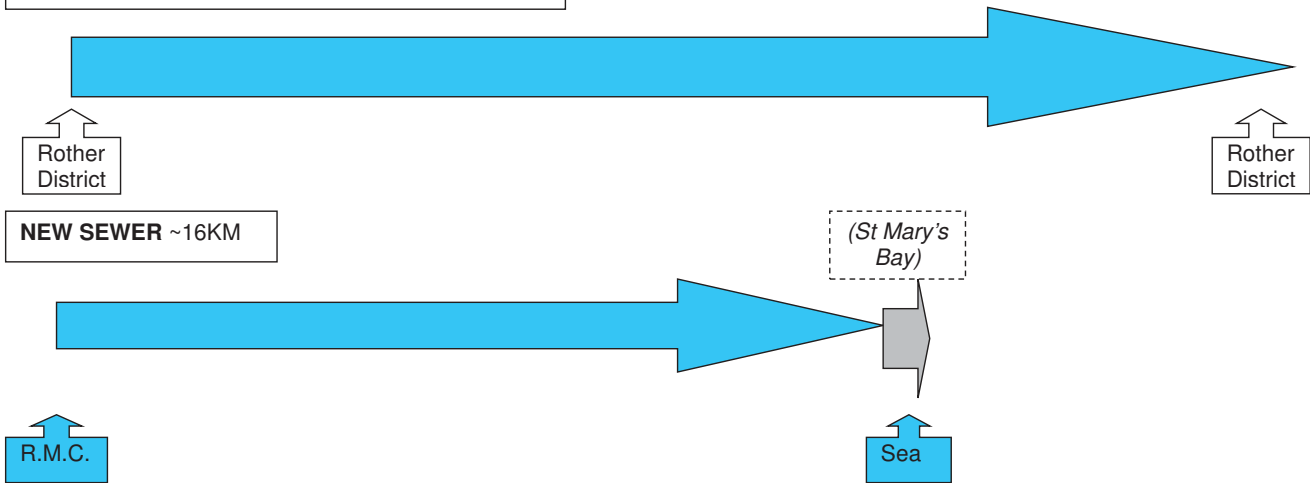 Rother
District
Rother
District
NEW SEWER ~16KM
(St Mary's
Bay)
R.M.C.
Sea